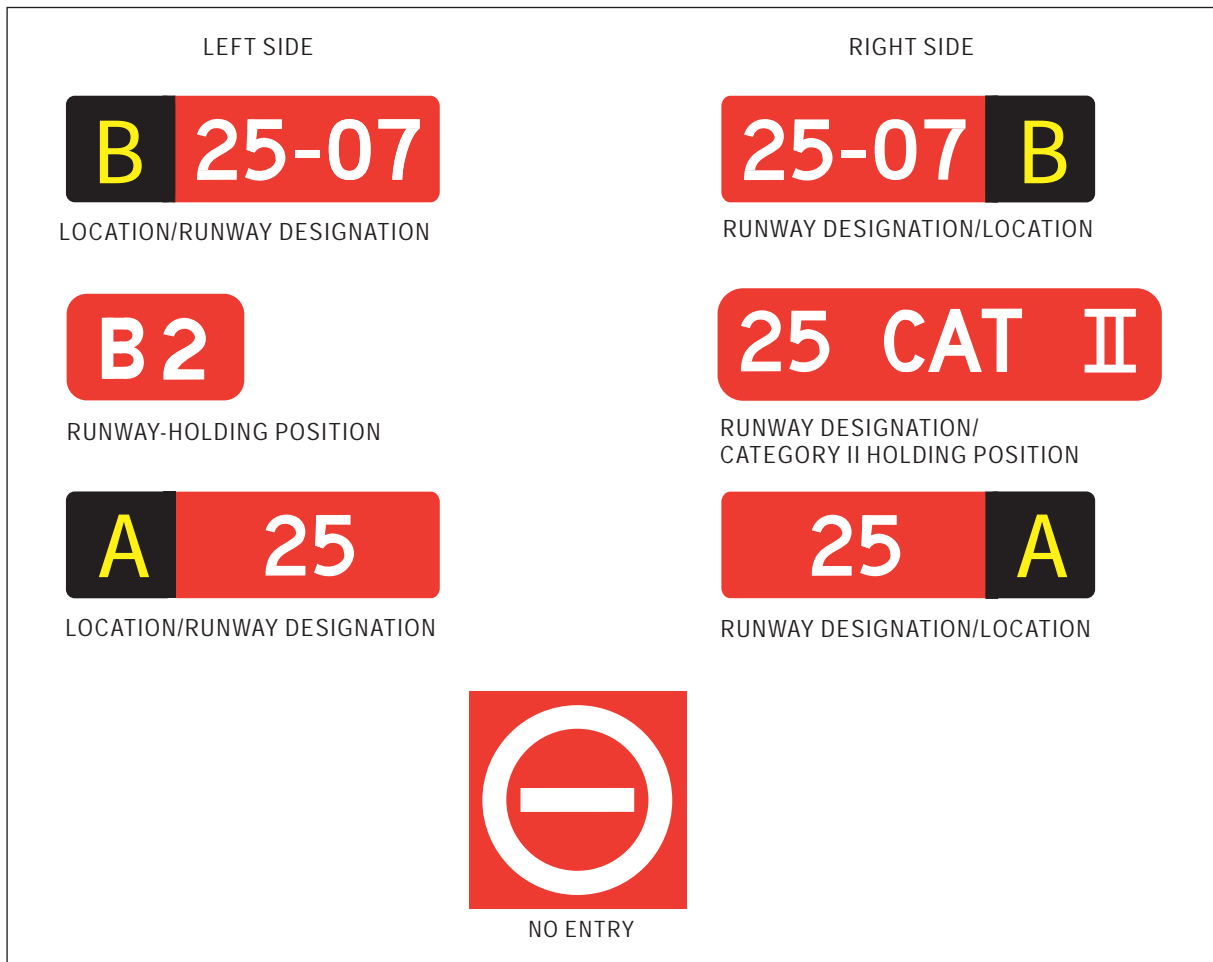 LEFT SIDE
RIGHT SIDE
B 25-07
25-07 B
LOCATION/RUNWAY DESIGNATION
RUNWAY DESIGNATION/LOCATION
B 2
25 CAT II
RUNWAY-HOLDING POSITION
RUNWAY DESIGNATION/
CATEGORY II HOLDING POSITION
A 25
25 A
LOCATION/RUNWAY DESIGNATION
RUNWAY DESIGNATION/LOCATION
NO ENTRY